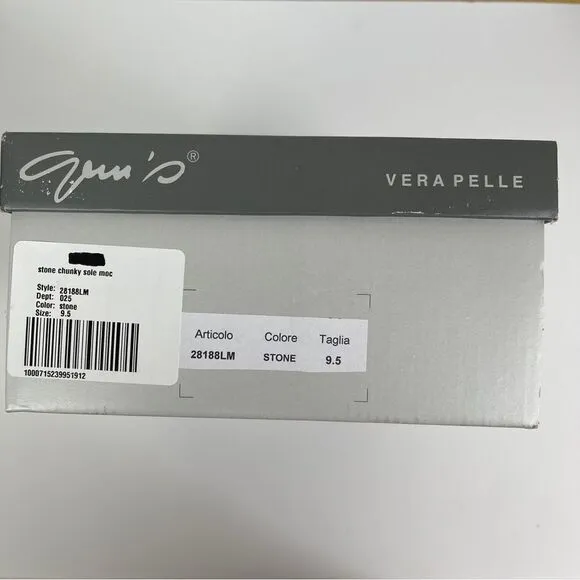 Gem's®
VERA PELLE
stone chunky sole moc
Style: 28188LM
Dept: 025
Color: stone
Size: 9.5
1000715239951912
Articolo Colore Taglia
28188LM STONE 9.5